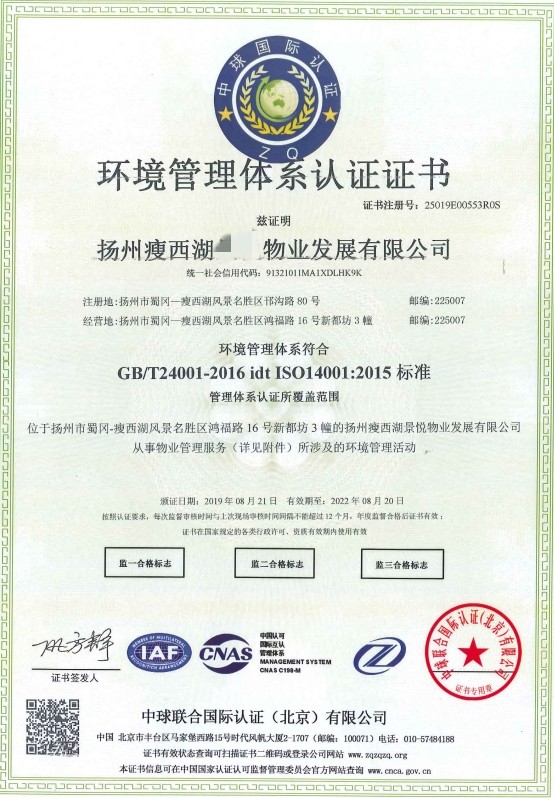 中球国际认证
ZQ
环境管理体系认证证书
证书注册号：25019E00553R0S
兹证明
扬州瘦西湖 物业发展有限公司
统一社会信用代码：91321011MA1XDLHK9K
注册地:扬州市蜀冈—瘦西湖风景名胜区邗沟路 80 号 邮编:225007
经营地:扬州市蜀冈—瘦西湖风景名胜区鸿福路 16 号新都坊 3 幢 邮编:225007
环境管理体系符合
GB/T24001-2016 idt ISO14001:2015 标准
管理体系认证所覆盖范围
位于扬州市蜀冈-瘦西湖风景名胜区鸿福路 16 号新都坊 3 幢的扬州瘦西湖景悦物业发展有限公司
从事物业管理服务（详见附件）所涉及的环境管理活动
颁证日期：2019 年 08 月 21 日 有效期至：2022 年 08 月 20 日
按照认证要求，每次监督审核时间与上次现场审核时间间隔不能超过 12 个月，年度监督合格后证书有效；
证书在国家规定的各类行政许可、资质有效期内使用有效
监一合格标志 监二合格标志 监三合格标志
MEMBER OF MULTILATERAL
IAF
RECOGNITION ARRANGEMENT
CNAS
中国认可
国际互认
管理体系
MANAGEMENT SYSTEM
CNAS C198-M
中球联合国际认证(北京)有限公司
证书专用章
证书签发人
中球联合国际认证（北京）有限公司
中国 北京市丰台区马家堡西路15号时代风帆大厦2-1707（邮编：100071）电话：010-57484188
证书有效状态查询可扫描证书二维码或登录公司网站 www.zqzqzq.org
本证书信息可在中国国家认证认可监督管理委员会官方网站查询 www.cnca.gov.cn